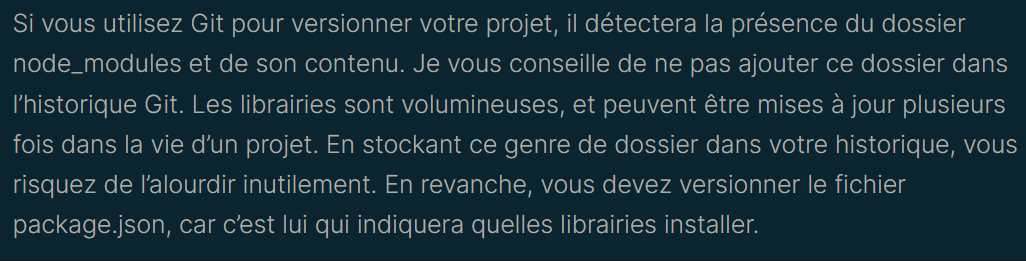 Si vous utilisez Git pour versionner votre projet, il détectera la présence du dossier
node_modules et de son contenu. Je vous conseille de ne pas ajouter ce dossier dans
l’historique Git. Les librairies sont volumineuses, et peuvent être mises à jour plusieurs
fois dans la vie d’un projet. En stockant ce genre de dossier dans votre historique, vous
risquez de l’alourdir inutilement. En revanche, vous devez versionner le fichier
package.json, car c’est lui qui indiquera quelles librairies installer.